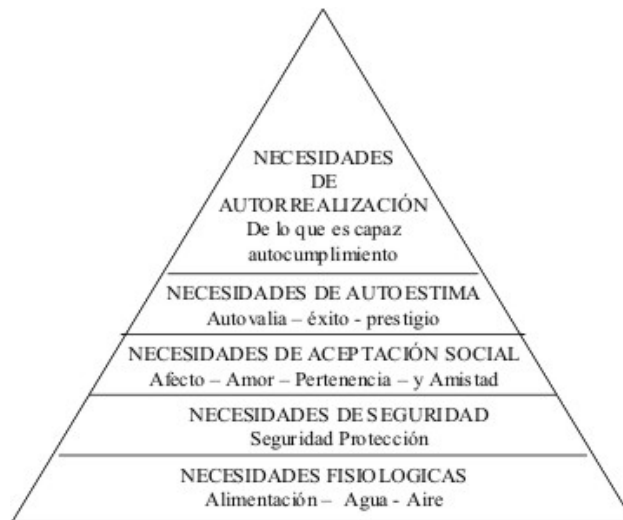 NECESIDADES
DE
AUTORREALIZACIÓN
De lo que es capaz
autocumplimiento
NECESIDADES DE AUTOESTIMA
Autovalia – éxito - prestigio
NECESIDADES DE ACEPTACIÓN SOCIAL
Afecto – Amor – Pertenencia – y Amistad
NECESIDADES DE SEGURIDAD
Seguridad Protección
NECESIDADES FISIOLOGICAS
Alimentación – Agua - Aire